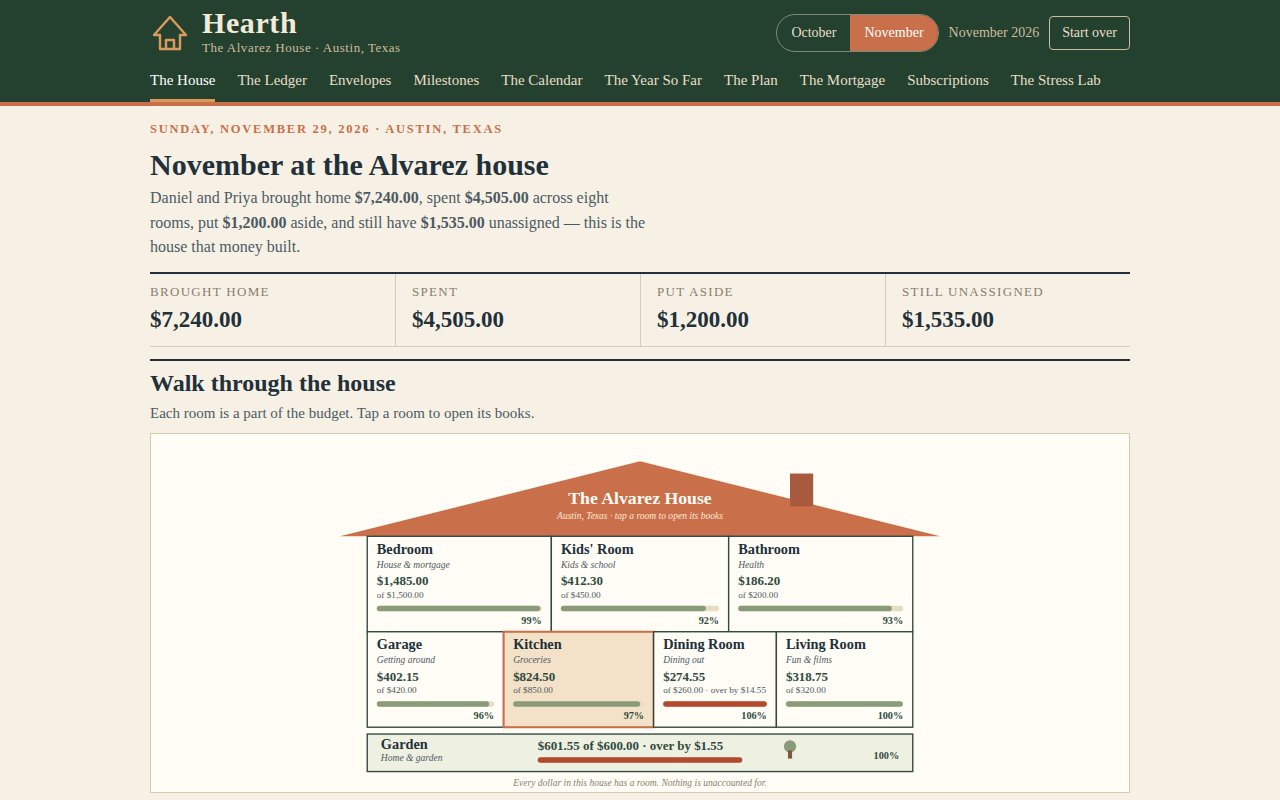 Hearth
The Alvarez House · Austin, Texas
October
November
November 2026
Start over
The House
The Ledger
Envelopes
Milestones
The Calendar
The Year So Far
The Plan
The Mortgage
Subscriptions
The Stress Lab
SUNDAY, NOVEMBER 29, 2026 · AUSTIN, TEXAS
November at the Alvarez house
Daniel and Priya brought home $7,240.00, spent $4,505.00 across eight
rooms, put $1,200.00 aside, and still have $1,535.00 unassigned — this is the
house that money built.
BROUGHT HOME
$7,240.00
SPENT
$4,505.00
PUT ASIDE
$1,200.00
STILL UNASSIGNED
$1,535.00
Walk through the house
Each room is a part of the budget. Tap a room to open its books.
The Alvarez House
Austin, Texas · tap a room to open its books
Bedroom
House & mortgage
$1,485.00
of $1,500.00
99%
Kids' Room
Kids & school
$412.30
of $450.00
92%
Bathroom
Health
$186.20
of $200.00
93%
Garage
Getting around
$402.15
of $420.00
96%
Kitchen
Groceries
$824.50
of $850.00
97%
Dining Room
Dining out
$274.55
of $260.00 · over by $14.55
106%
Living Room
Fun & films
$318.75
of $320.00
100%
Garden
Home & garden
$601.55 of $600.00 · over by $1.55
100%
Every dollar in this house has a room. Nothing is unaccounted for.